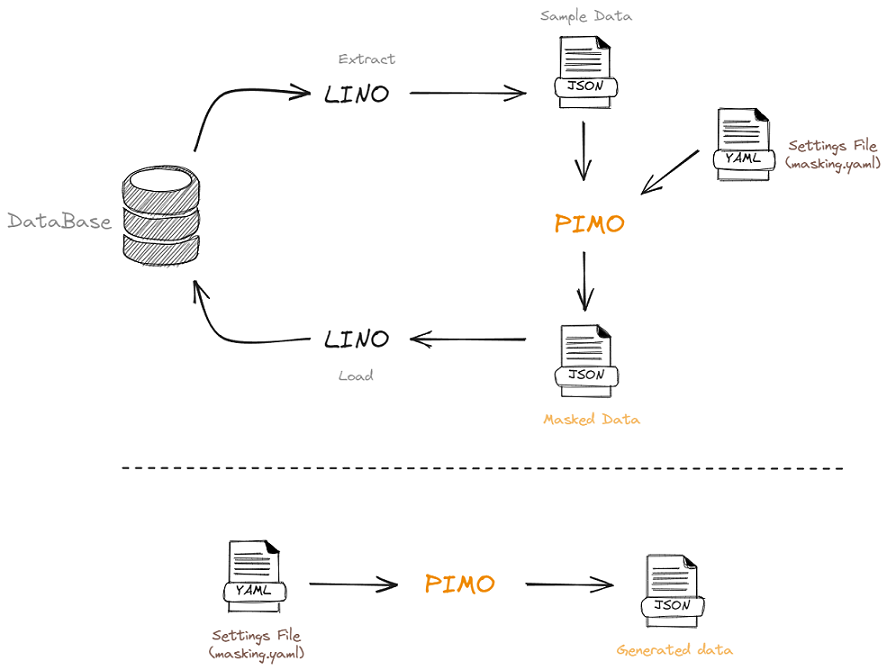 Sample Data
Extract
LINO
JSON
YAML
Settings File
(masking.yaml)
DataBase
PIMO
LINO
Load
JSON
Masked Data
YAML
PIMO
JSON
Settings File
(masking.yaml)
Generated data